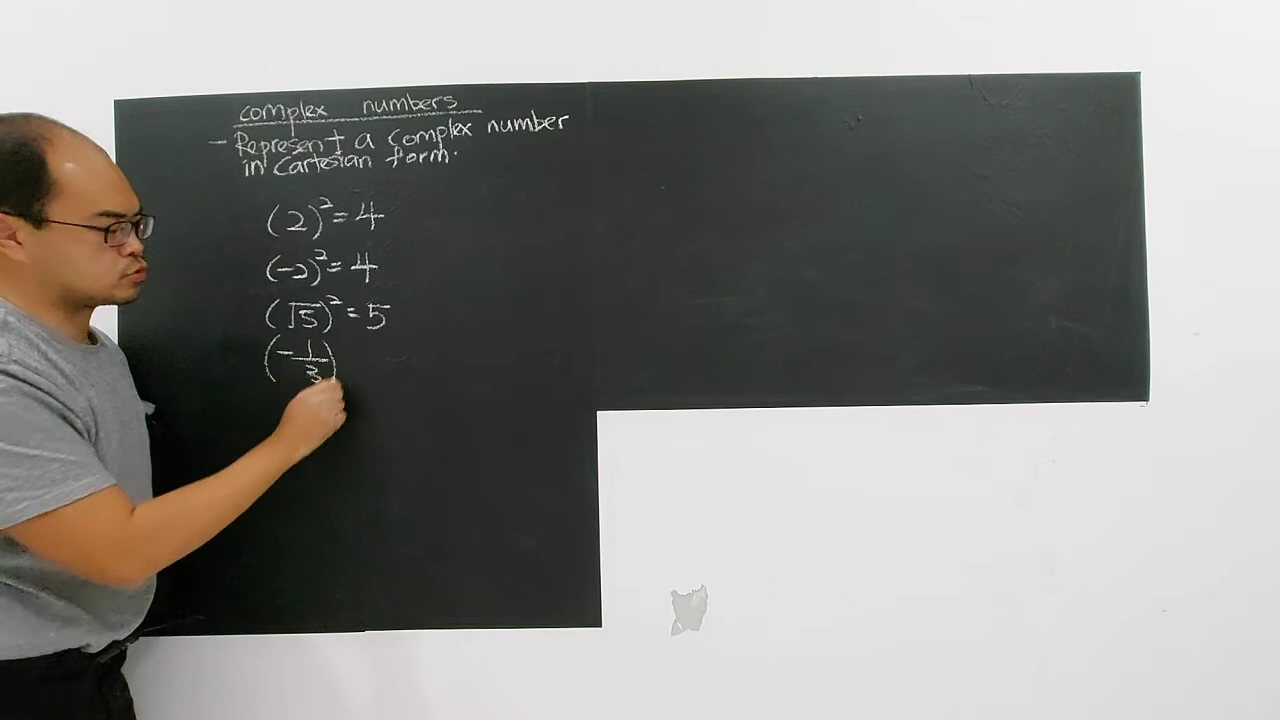 complex numbers
- Represent a complex number
in Cartesian form.
(2)² = 4
(-2)² = 4
(√5)² = 5
(-1/3)